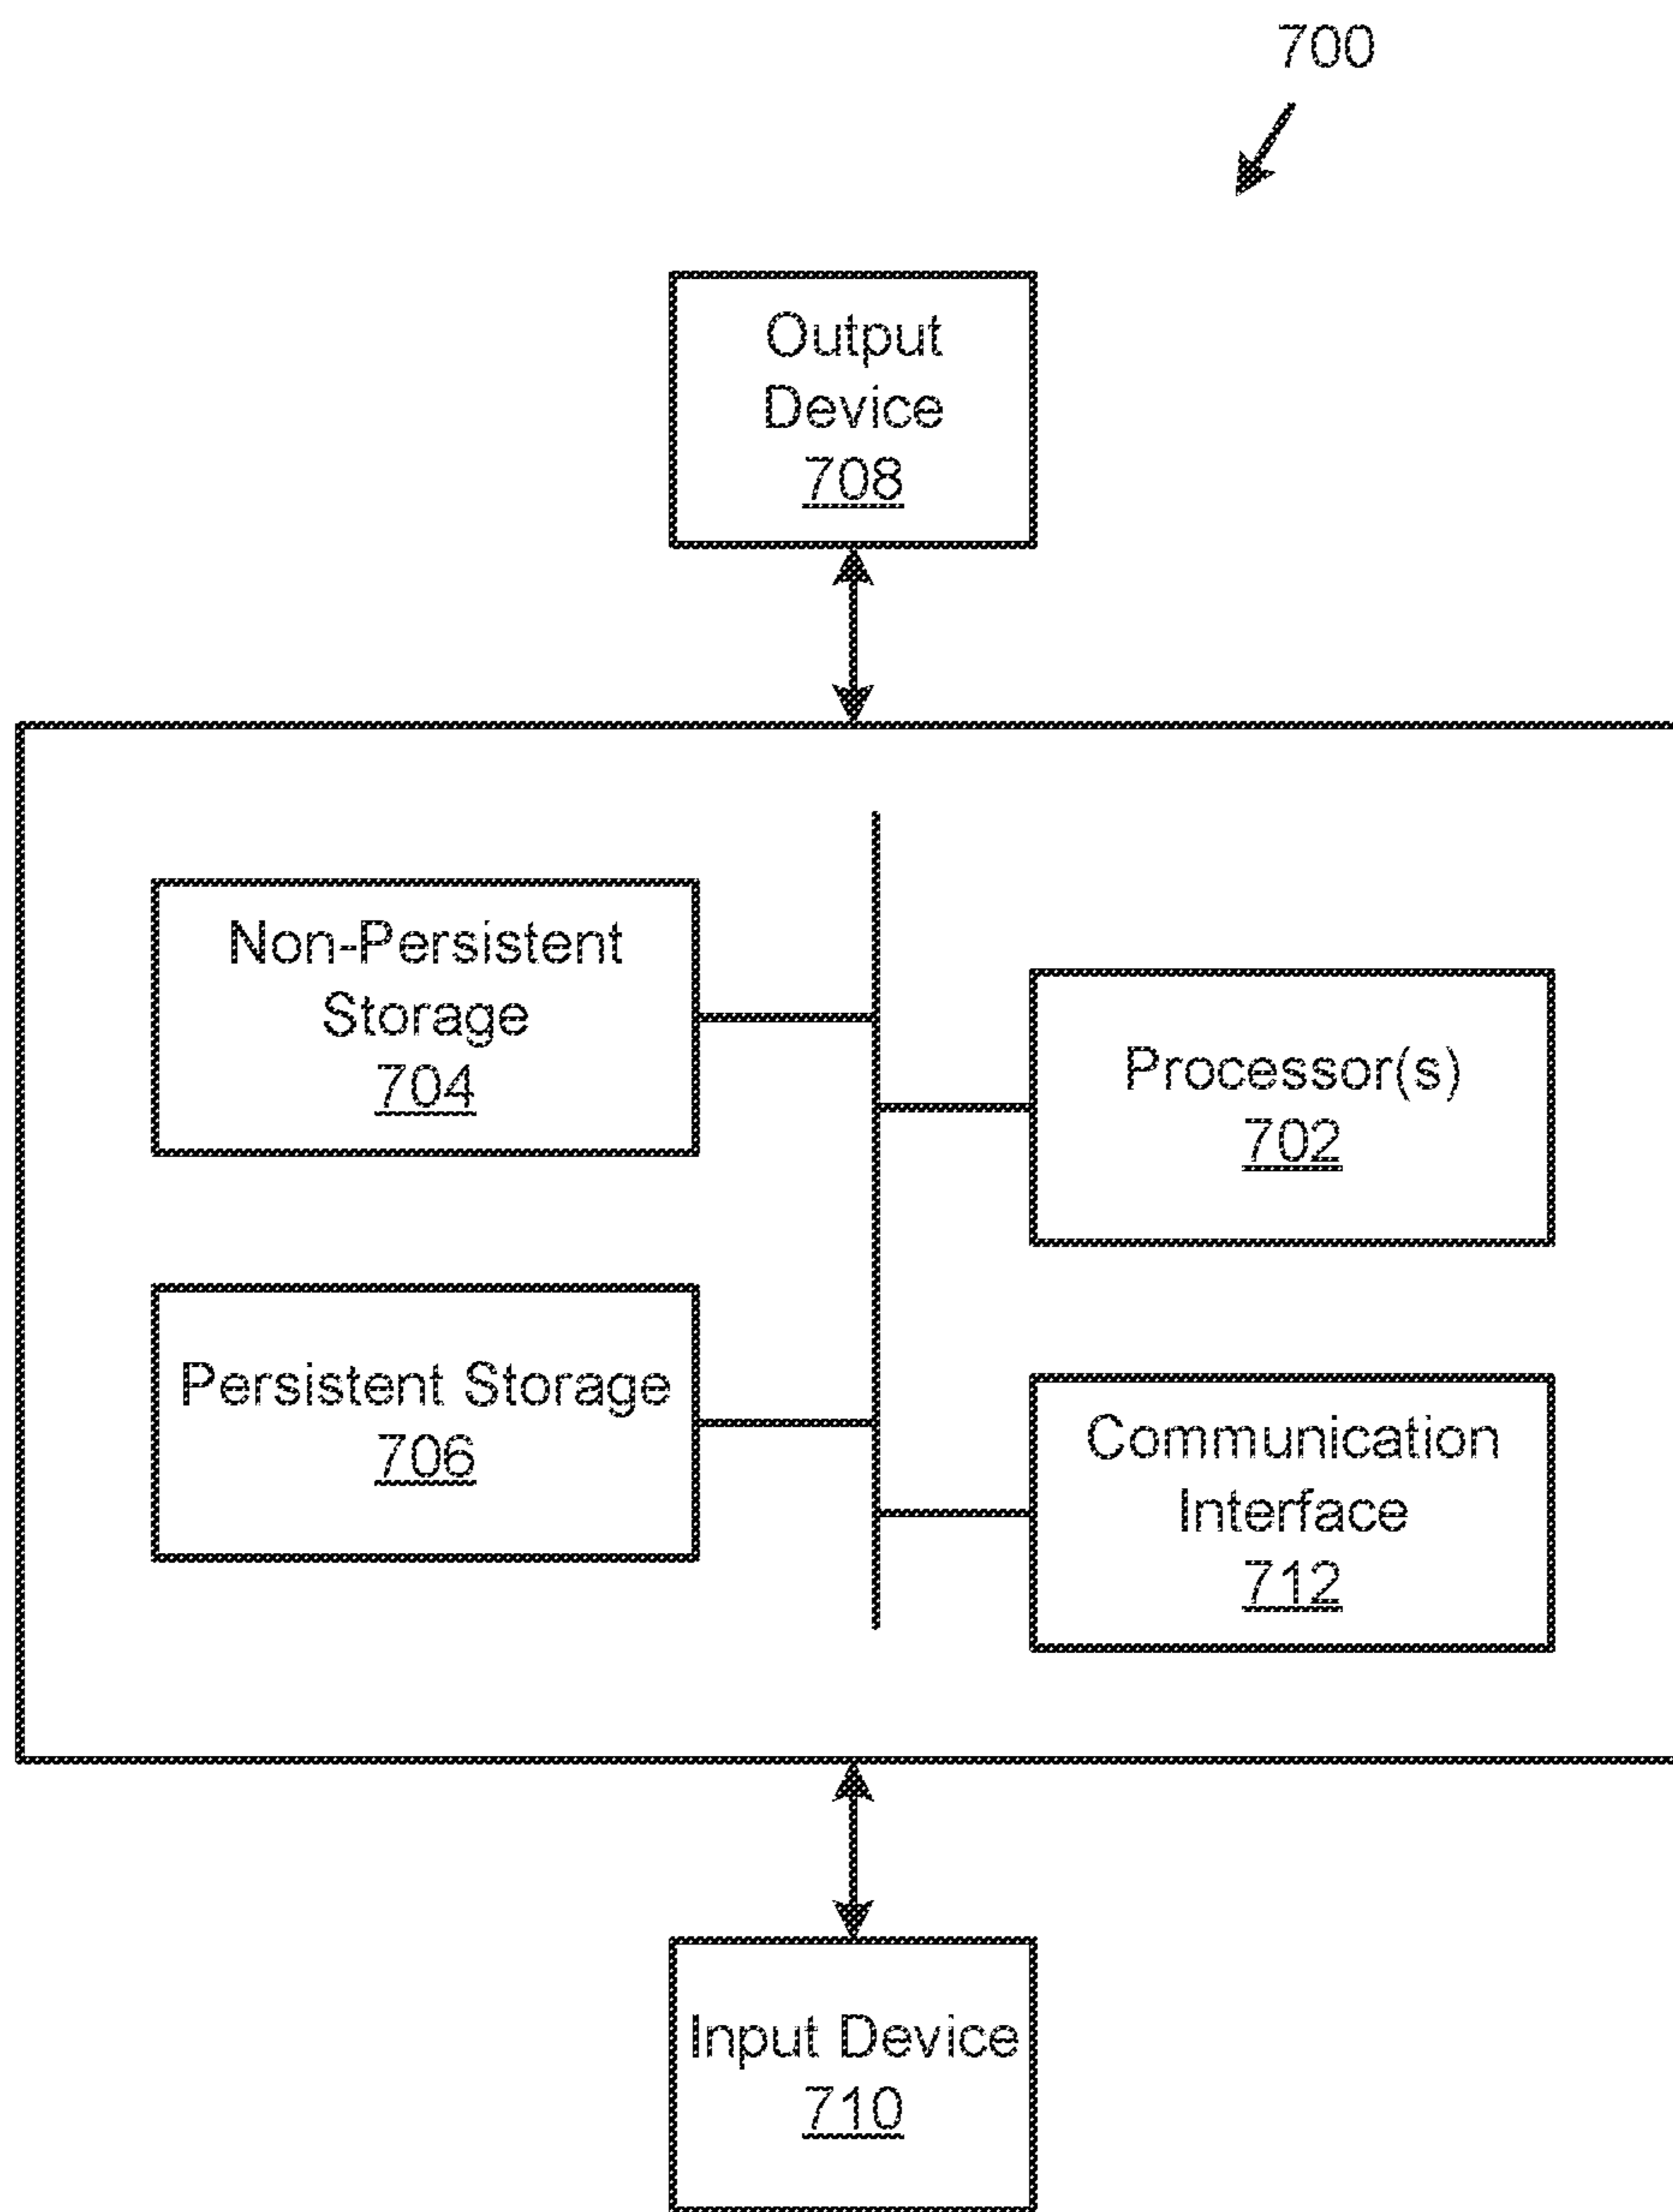 700
Output
Device
708
Non-Persistent
Storage
704
Processor(s)
702
Persistent Storage
706
Communication
Interface
712
Input Device
710